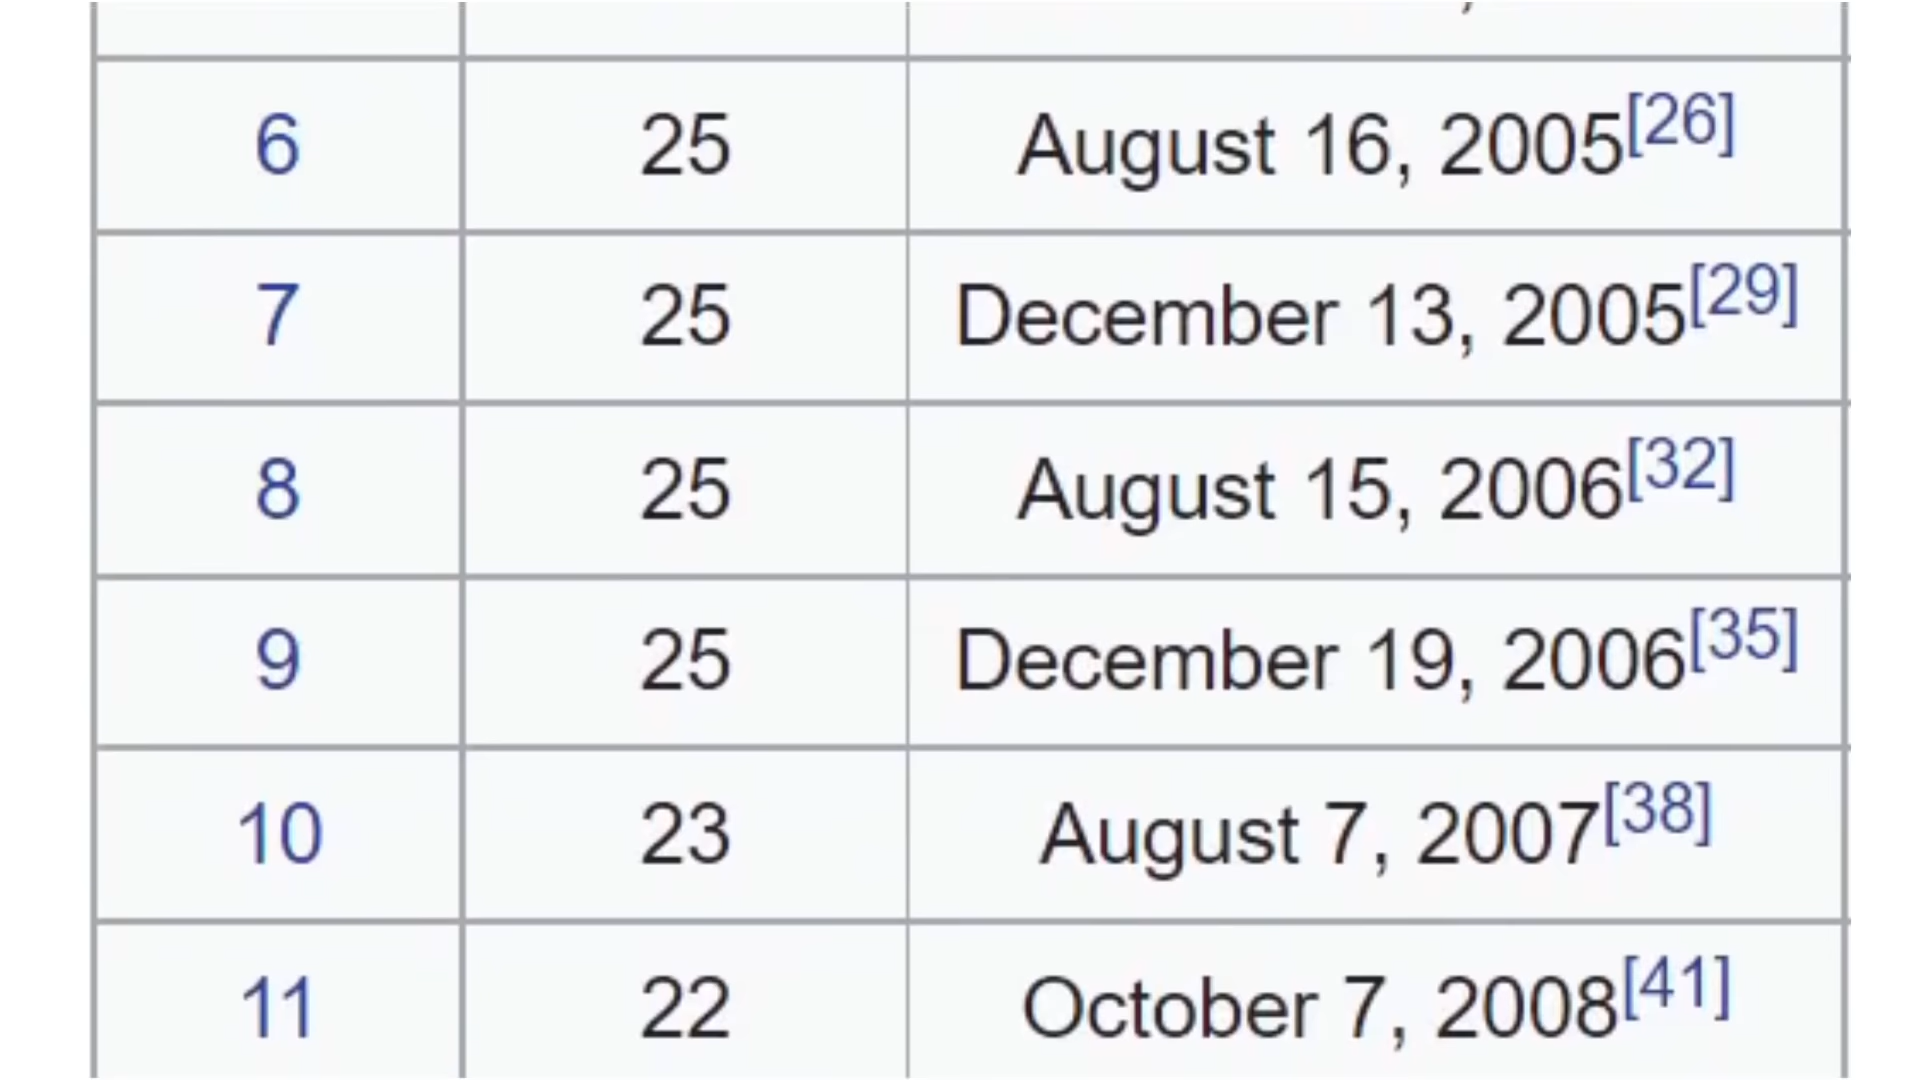 6 25 August 16, 2005[26]
7 25 December 13, 2005[29]
8 25 August 15, 2006[32]
9 25 December 19, 2006[35]
10 23 August 7, 2007[38]
11 22 October 7, 2008[41]